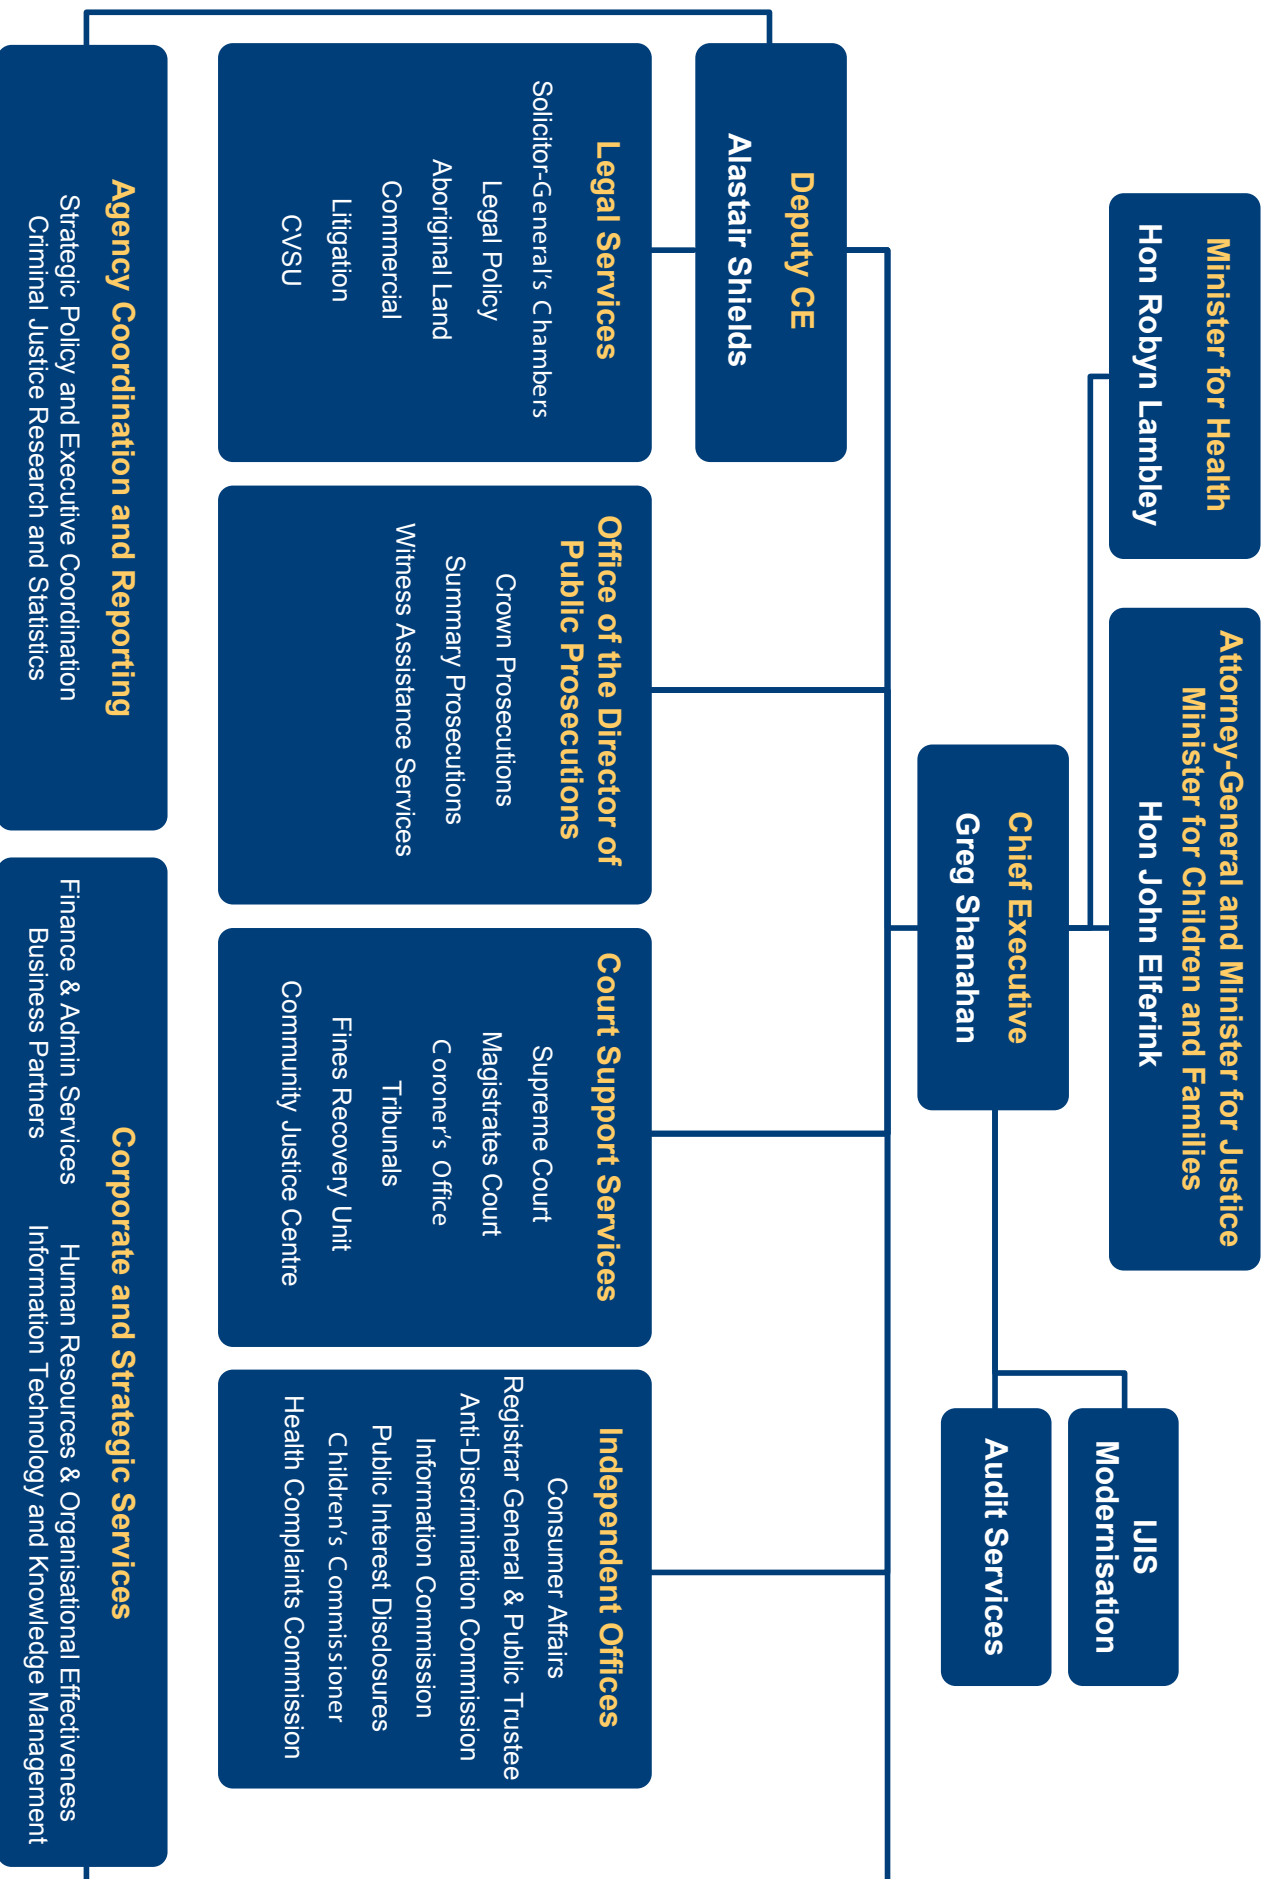 Minister for Health
Hon Robyn Lambley
Attorney-General and Minister for Justice
Minister for Children and Families
Hon John Elferink
Chief Executive
Greg Shanahan
IJIS
Modernisation
Audit Services
Deputy CE
Alastair Shields
Legal Services
Solicitor-General's Chambers
Legal Policy
Aboriginal Land
Commercial
Litigation
CVSU
Office of the Director of
Public Prosecutions
Crown Prosecutions
Summary Prosecutions
Witness Assistance Services
Court Support Services
Supreme Court
Magistrates Court
Coroner's Office
Tribunals
Fines Recovery Unit
Community Justice Centre
Independent Offices
Consumer Affairs
Registrar General & Public Trustee
Anti-Discrimination Commission
Information Commission
Public Interest Disclosures
Children's Commissioner
Health Complaints Commission
Agency Coordination and Reporting
Strategic Policy and Executive Coordination
Criminal Justice Research and Statistics
Corporate and Strategic Services
Finance & Admin Services
Business Partners
Human Resources & Organisational Effectiveness
Information Technology and Knowledge Management